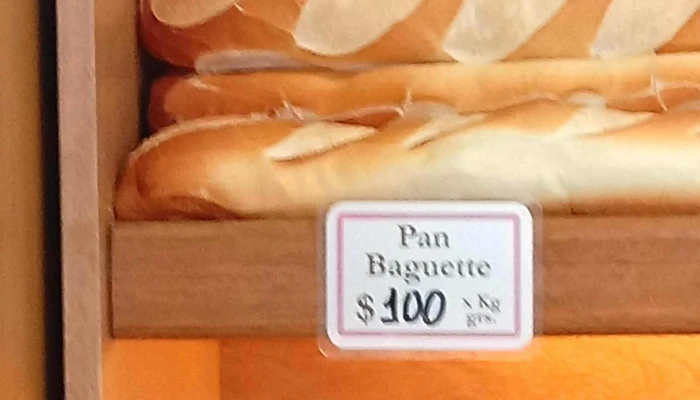 Pan
Baguette
$ 100 x Kg
grs.